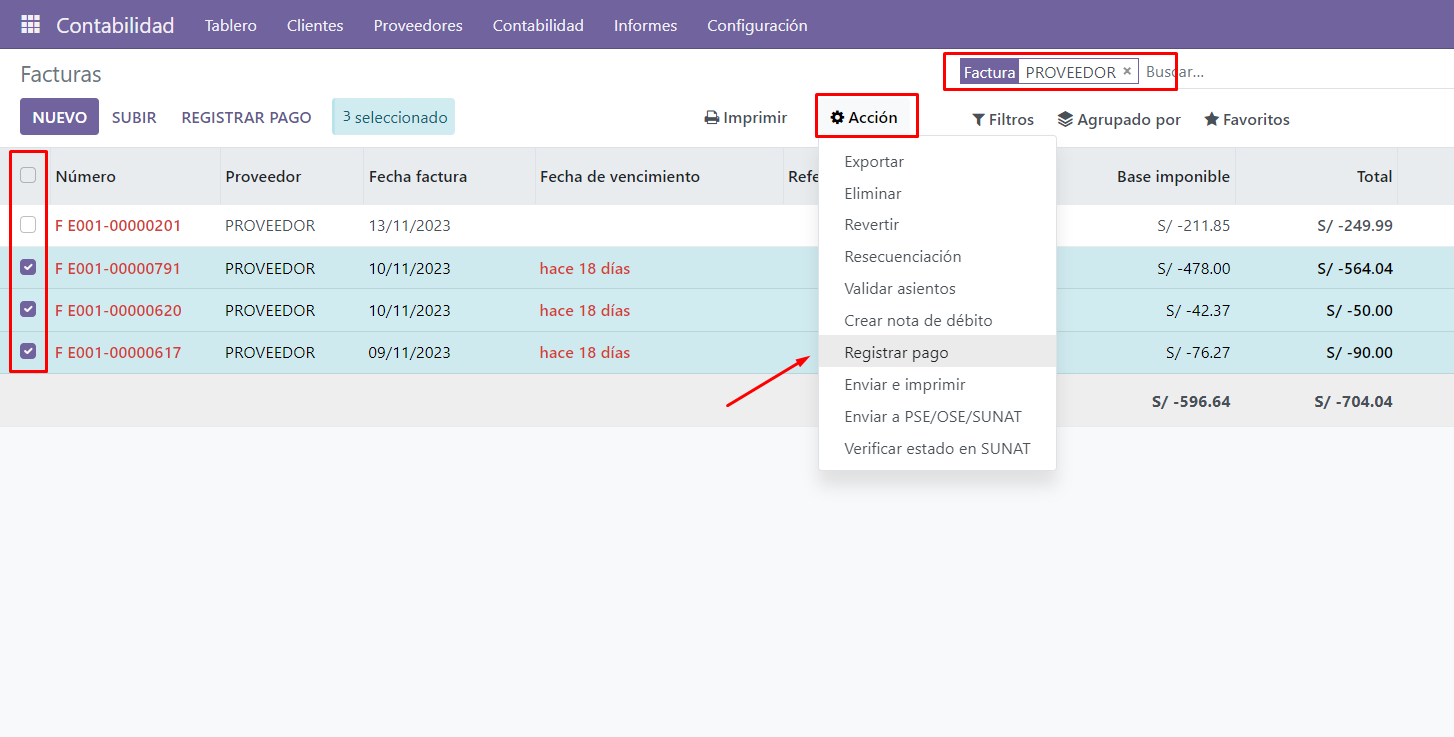 Contabilidad Tablero Clientes Proveedores Contabilidad Informes Configuración
Facturas
Factura PROVEEDOR × Buscar...
NUEVO SUBIR REGISTRAR PAGO 3 seleccionado Imprimir Acción Filtros Agrupado por Favoritos
Número Proveedor Fecha factura Fecha de vencimiento Refe Base imponible Total
F E001-00000201 PROVEEDOR 13/11/2023 S/ -211.85 S/ -249.99
F E001-00000791 PROVEEDOR 10/11/2023 hace 18 días S/ -478.00 S/ -564.04
F E001-00000620 PROVEEDOR 10/11/2023 hace 18 días S/ -42.37 S/ -50.00
F E001-00000617 PROVEEDOR 09/11/2023 hace 18 días S/ -76.27 S/ -90.00
S/ -596.64 S/ -704.04
Exportar
Eliminar
Revertir
Resecuenciación
Validar asientos
Crear nota de débito
Registrar pago
Enviar e imprimir
Enviar a PSE/OSE/SUNAT
Verificar estado en SUNAT